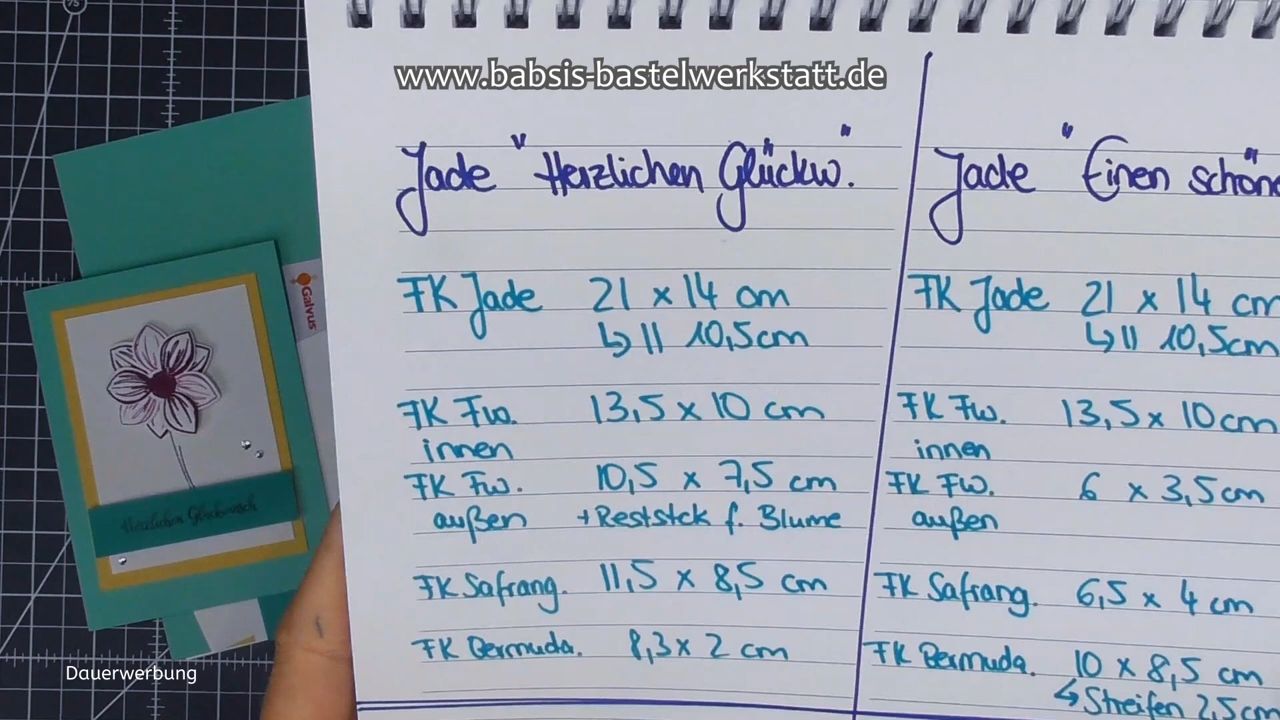 www.babsis-bastelwerkstatt.de
Jade "Herzlichen Glückw."
FK Jade 21 x 14 cm
↳ || 10,5cm
FK Fw. 13,5 x 10 cm
innen
FK Fw. 10,5 x 7,5 cm
außen + Reststck f. Blume
FK Safrang. 11,5 x 8,5 cm
FK Bermuda. 8,3 x 2 cm
Jade "Einen schöne
FK Jade 21 x 14 cm
↳ || 10,5cm
FK Fw. 13,5 x 10 cm
innen
FK Fw. 6 x 3,5cm
außen
FK Safrang. 6,5 x 4 cm
FK Bermuda. 10 x 8,5 cm
↳ Streifen 2,5cm
Galvus
Herzlichen Glückwunsch
Dauerwerbung
75